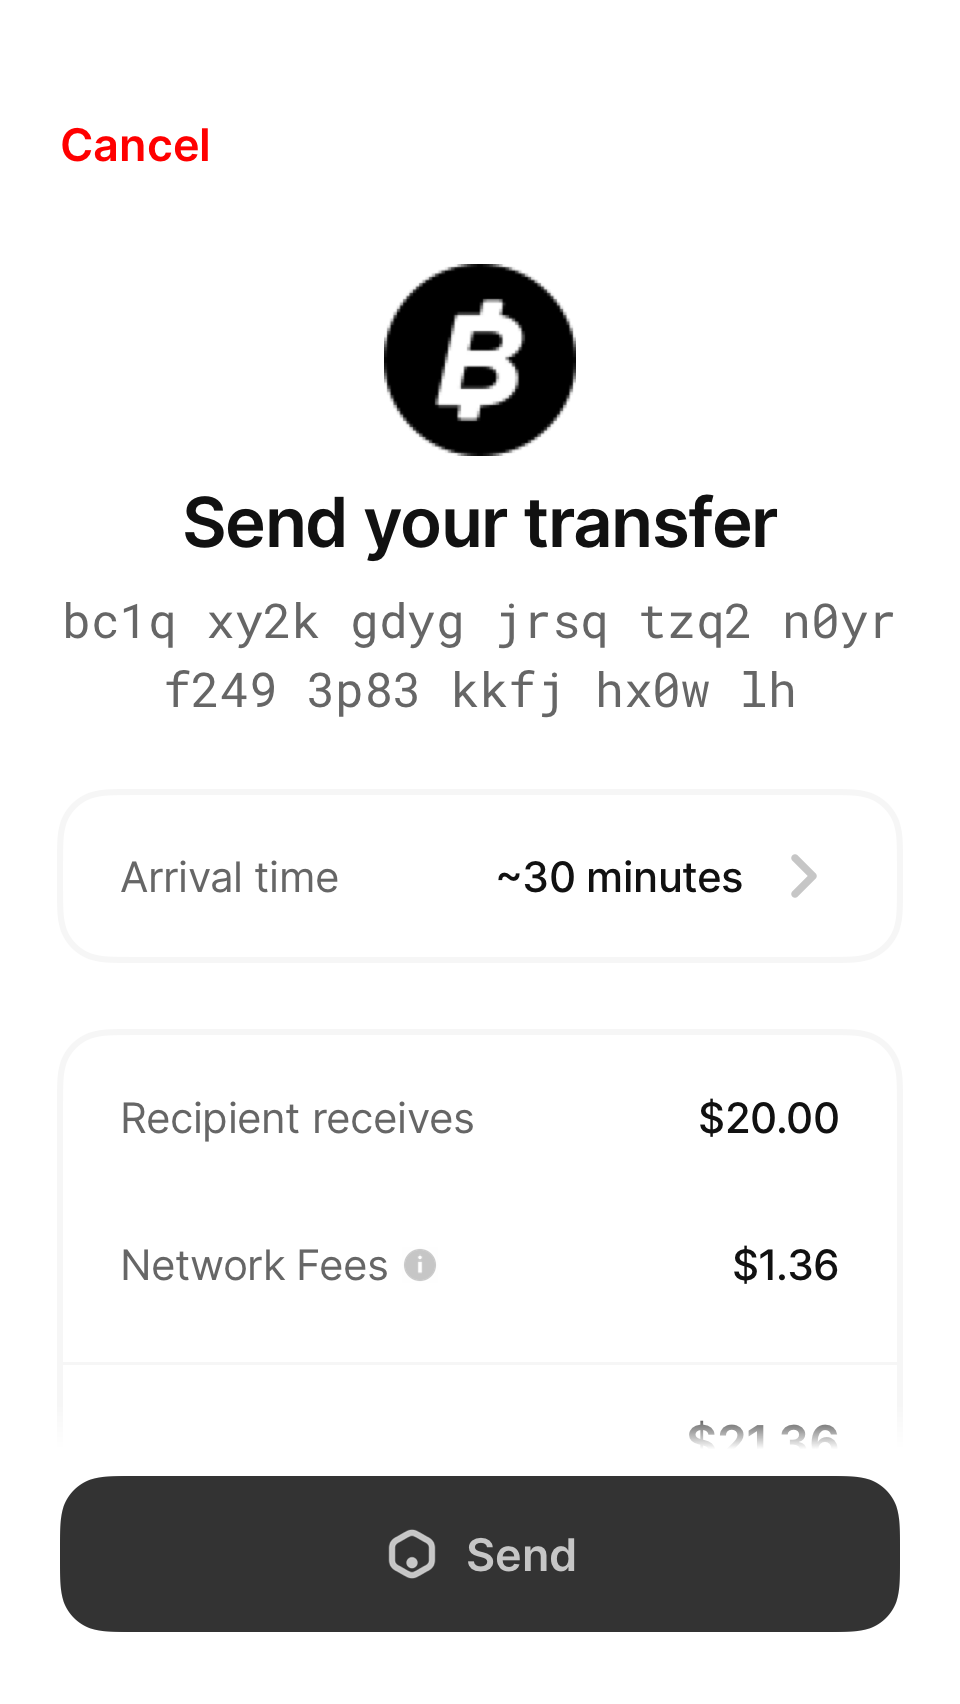 Cancel
Send your transfer
bc1q xy2k gdyg jrsq tzq2 n0yr
f249 3p83 kkfj hx0w lh
Arrival time ~30 minutes
Recipient receives $20.00
Network Fees $1.36
$21.36
Send